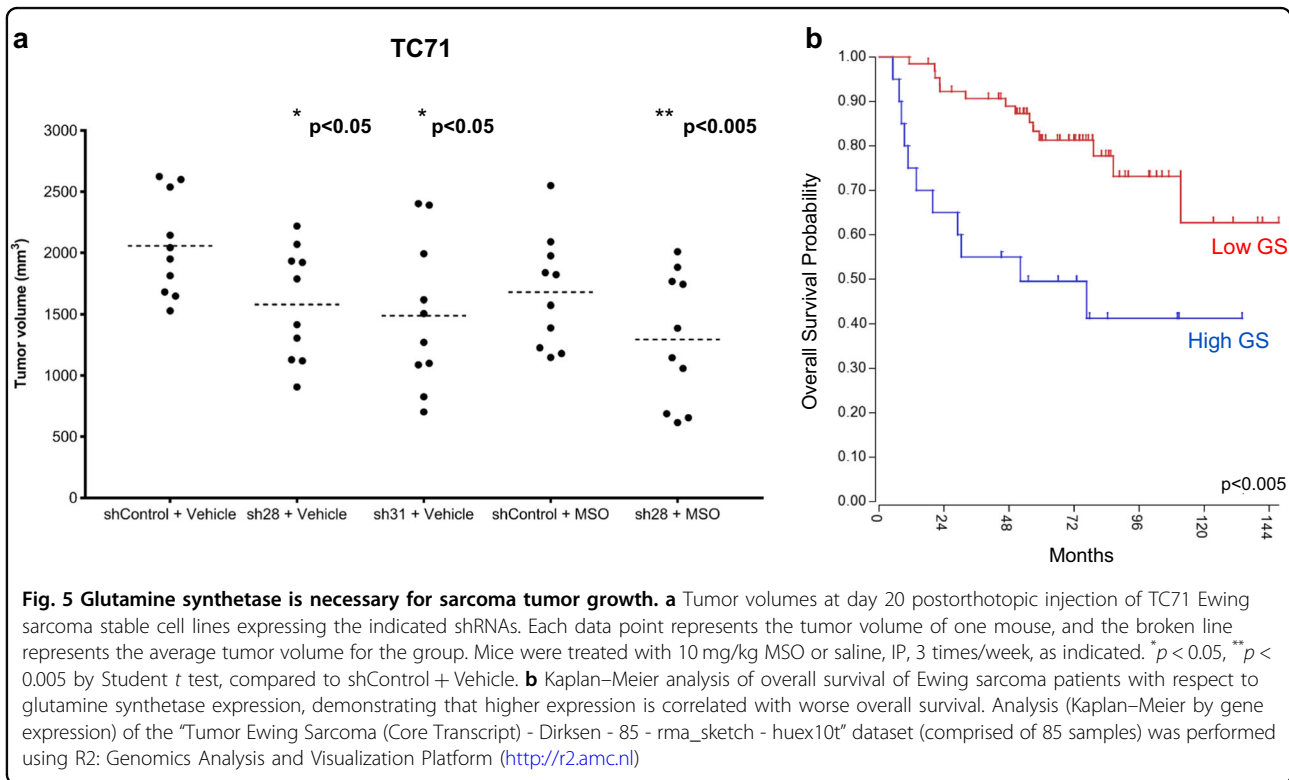 a
TC71
* p<0.05
* p<0.05
** p<0.005
3000
2500
2000
1500
1000
500
0
Tumor volume (mm³)
shControl + Vehicle
sh28 + Vehicle
sh31 + Vehicle
shControl + MSO
sh28 + MSO
b
1.00
0.90
0.80
0.70
0.60
0.50
0.40
0.30
0.20
0.10
0.00
Overall Survival Probability
Low GS
High GS
p<0.005
0
24
48
72
96
120
144
Months
Fig. 5 Glutamine synthetase is necessary for sarcoma tumor growth. a Tumor volumes at day 20 postorthotopic injection of TC71 Ewing
sarcoma stable cell lines expressing the indicated shRNAs. Each data point represents the tumor volume of one mouse, and the broken line
represents the average tumor volume for the group. Mice were treated with 10 mg/kg MSO or saline, IP, 3 times/week, as indicated. *p < 0.05, **p <
0.005 by Student t test, compared to shControl + Vehicle. b Kaplan–Meier analysis of overall survival of Ewing sarcoma patients with respect to
glutamine synthetase expression, demonstrating that higher expression is correlated with worse overall survival. Analysis (Kaplan–Meier by gene
expression) of the "Tumor Ewing Sarcoma (Core Transcript) - Dirksen - 85 - rma_sketch - huex10t" dataset (comprised of 85 samples) was performed
using R2: Genomics Analysis and Visualization Platform (http://r2.amc.nl)